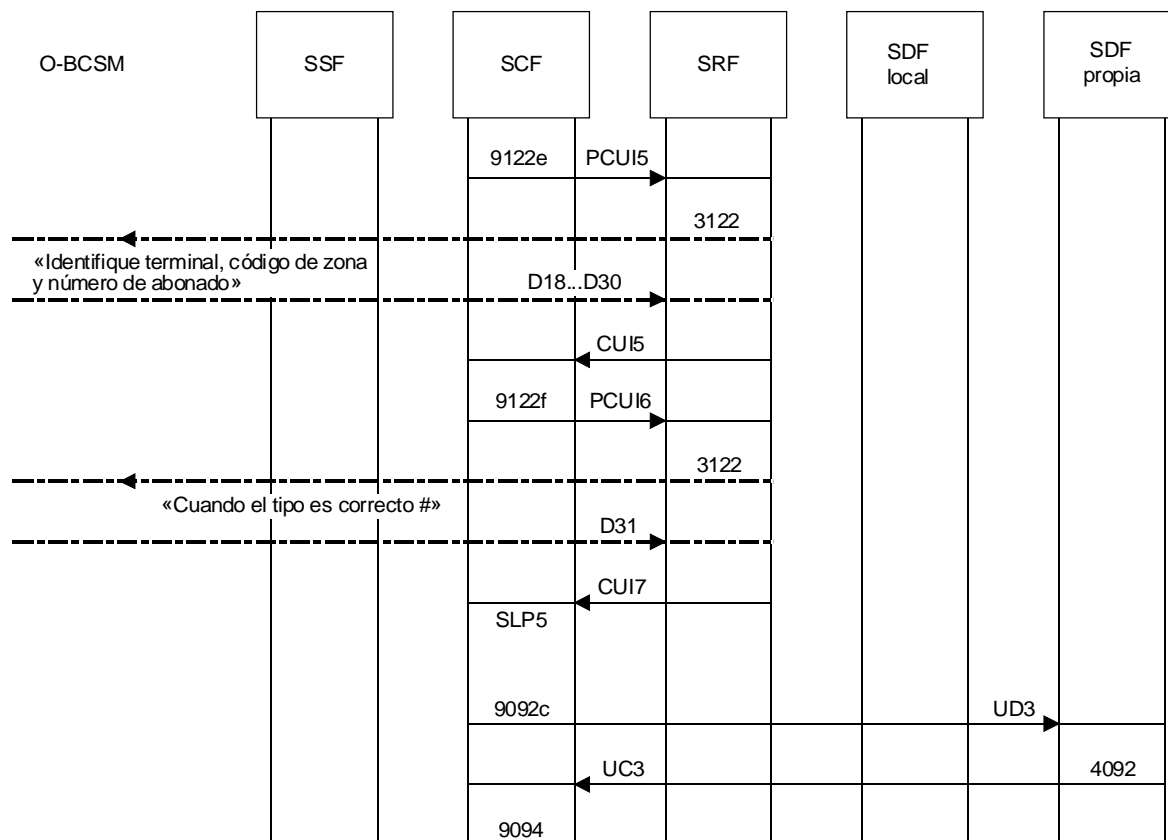 O-BCSM
SSF
SCF
SRF
SDF
local
SDF
propia
9122e
PCUI5
3122
«Identifique terminal, código de zona
y número de abonado»
D18...D30
CUI5
9122f
PCUI6
3122
«Cuando el tipo es correcto #»
D31
CUI7
SLP5
9092c
UD3
UC3
4092
9094